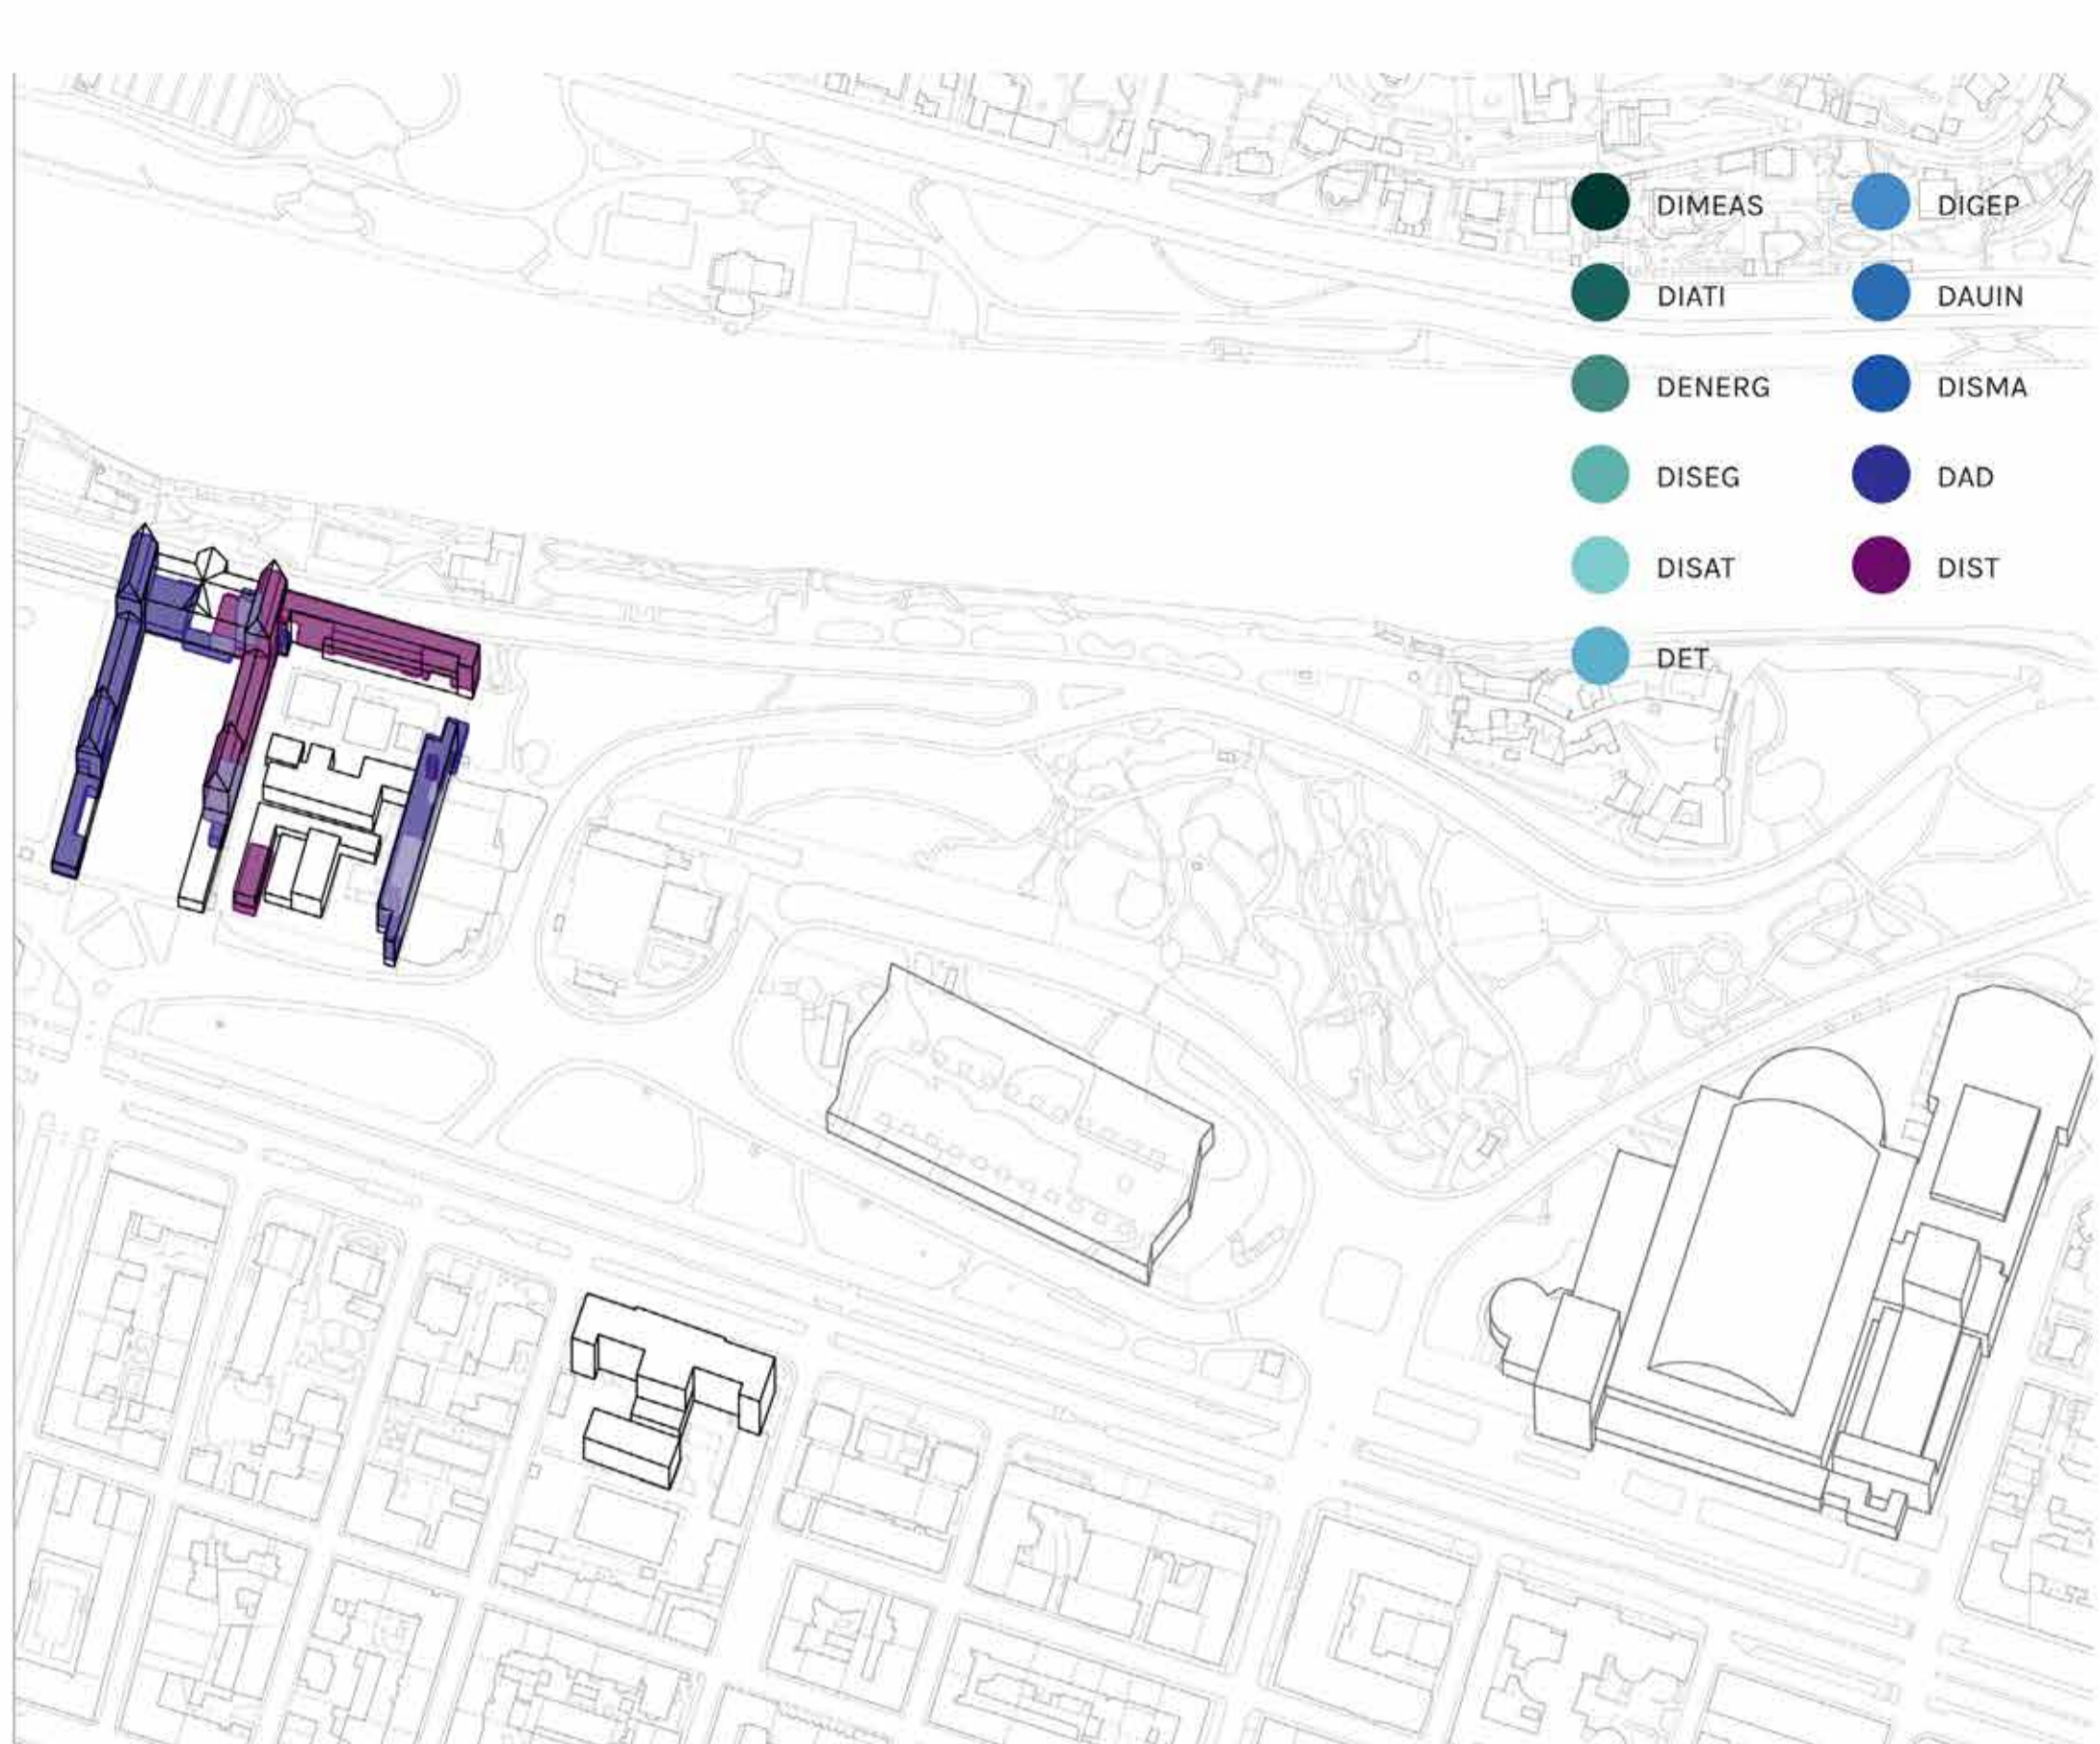 DIMEAS
DIATI
DENERG
DISEG
DISAT
DET
DIGEP
DAUIN
DISMA
DAD
DIST